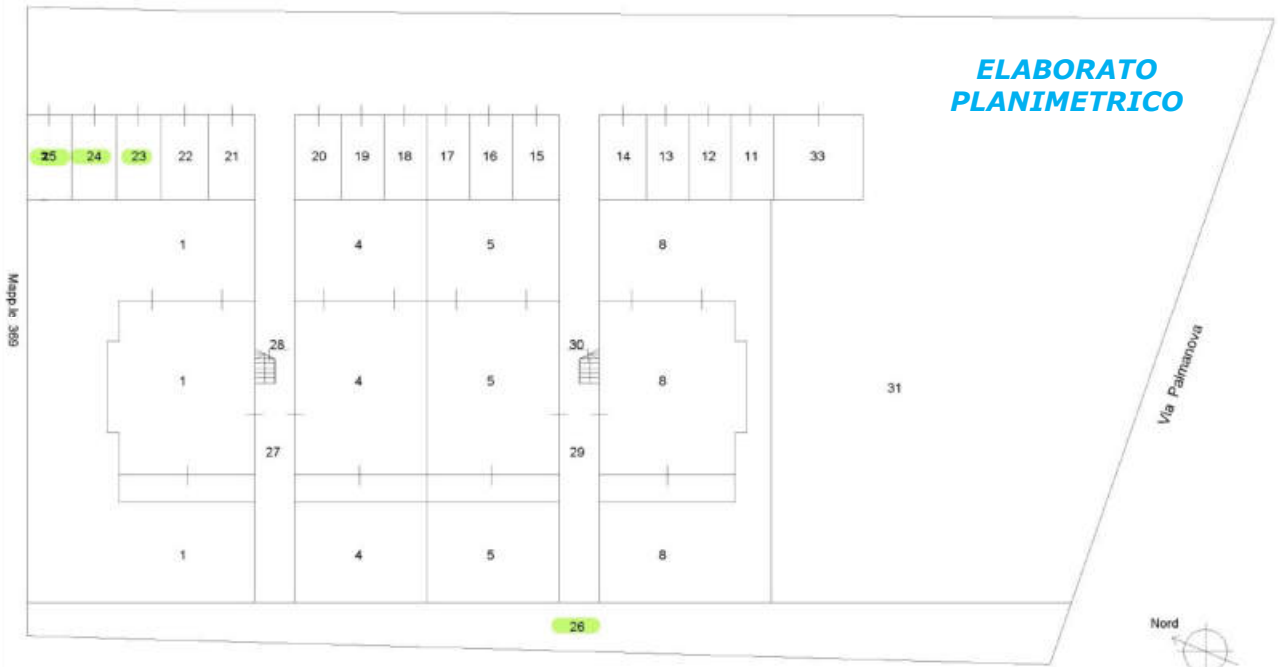 ELABORATO
PLANIMETRICO
25 24 23 22 21 20 19 18 17 16 15 14 13 12 11 33
1 4 5 8
Mapp.le 369
28 30
1 4 5 8 31
Via Palmanova
27 29
1 4 5 8
26
Nord